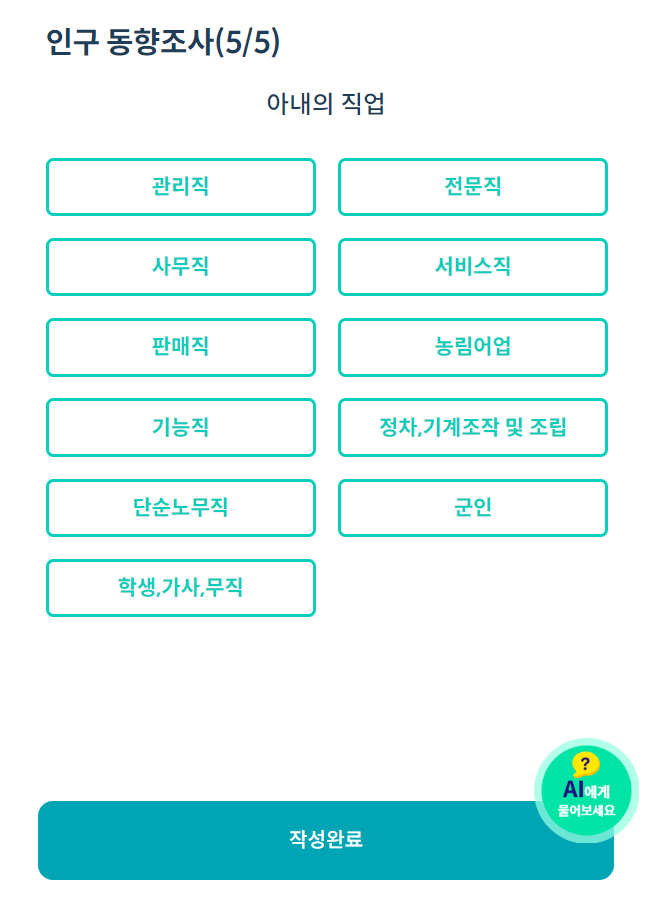 인구 동향조사(5/5)
아내의 직업
관리직
전문직
사무직
서비스직
판매직
농림어업
기능직
정차,기계조작 및 조립
단순노무직
군인
학생,가사,무직
?
AI에게
물어보세요
작성완료